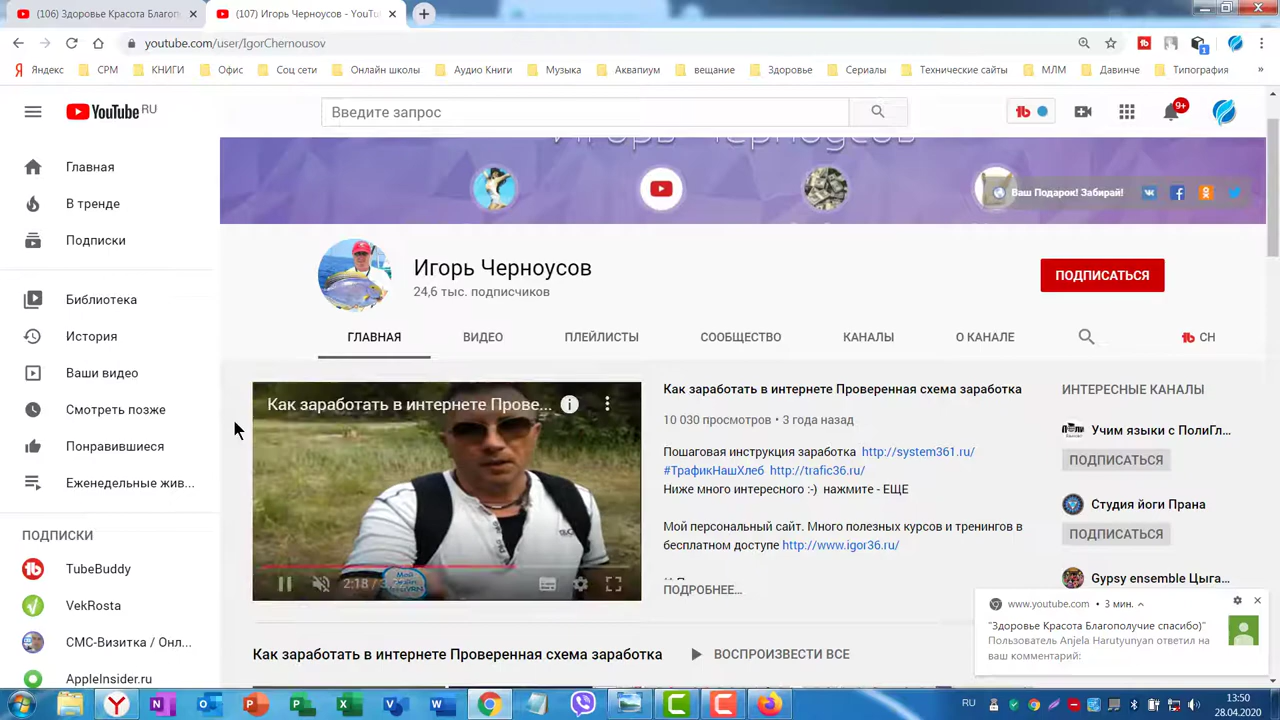 (106) Здоровье Красота Благоп
(107) Игорь Черноусов - YouTu
youtube.com/user/IgorChernousov
Яндекс
СРМ
КНИГИ
Офис
Соц сети
Онлайн школы
Аудио Книги
Музыка
Аквапиум
вещание
Здоровье
Сериалы
Технические сайты
МЛМ
Давинче
Типография
»
YouTube RU
Введите запрос
9+
Главная
В тренде
Подписки
Библиотека
История
Ваши видео
Смотреть позже
Понравившиеся
Еженедельные жив...
ПОДПИСКИ
TubeBuddy
VekRosta
СМС-Визитка / Онл...
AppleInsider.ru
Игорь Черноусов
Ваш Подарок! Забирай!
Игорь Черноусов
24,6 тыс. подписчиков
ПОДПИСАТЬСЯ
ГЛАВНАЯ
ВИДЕО
ПЛЕЙЛИСТЫ
СООБЩЕСТВО
КАНАЛЫ
О КАНАЛЕ
CH
Как заработать в интернете Прове...
2:18 / 3
Как заработать в интернете Проверенная схема заработка
10 030 просмотров • 3 года назад
Пошаговая инструкция заработка http://system361.ru/
#ТрафикНашХлеб http://trafic36.ru/
Ниже много интересного :-) нажмите - ЕЩЕ
Мой персональный сайт. Много полезных курсов и тренингов в
бесплатном доступе http://www.igor36.ru/
ПОДРОБНЕЕ...
ИНТЕРЕСНЫЕ КАНАЛЫ
Учим языки с ПолиГл...
ПОДПИСАТЬСЯ
Студия йоги Прана
ПОДПИСАТЬСЯ
Gypsy ensemble Цыга...
Как заработать в интернете Проверенная схема заработка
ВОСПРОИЗВЕСТИ ВСЕ
www.youtube.com • 3 мин.
"Здоровье Красота Благополучие спасибо)"
Пользователь Anjela Harutyunyan ответил на
ваш комментарий:
RU
13:50
28.04.2020